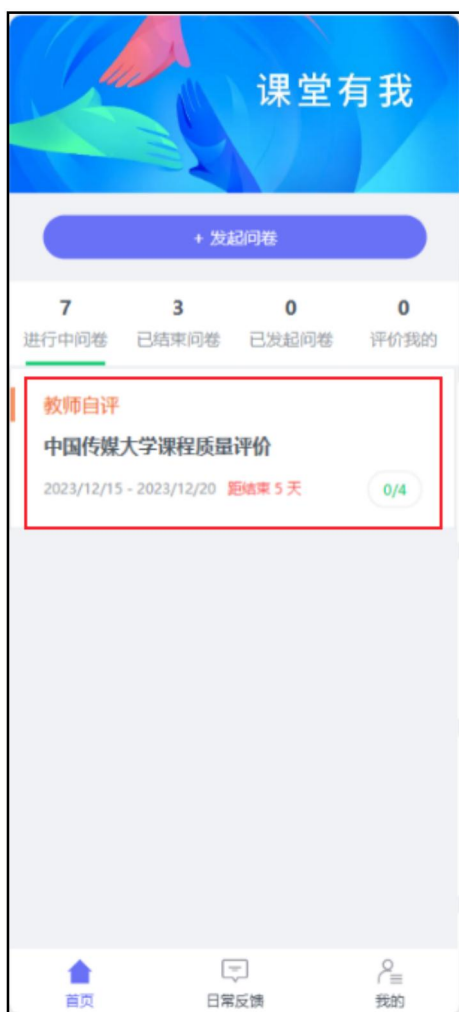 课堂有我
+ 发起问卷
7 3 0 0
进行中问卷 已结束问卷 已发起问卷 评价我的
教师自评
中国传媒大学课程质量评价
2023/12/15 - 2023/12/20 距结束 5 天 0/4
首页 日常反馈 我的